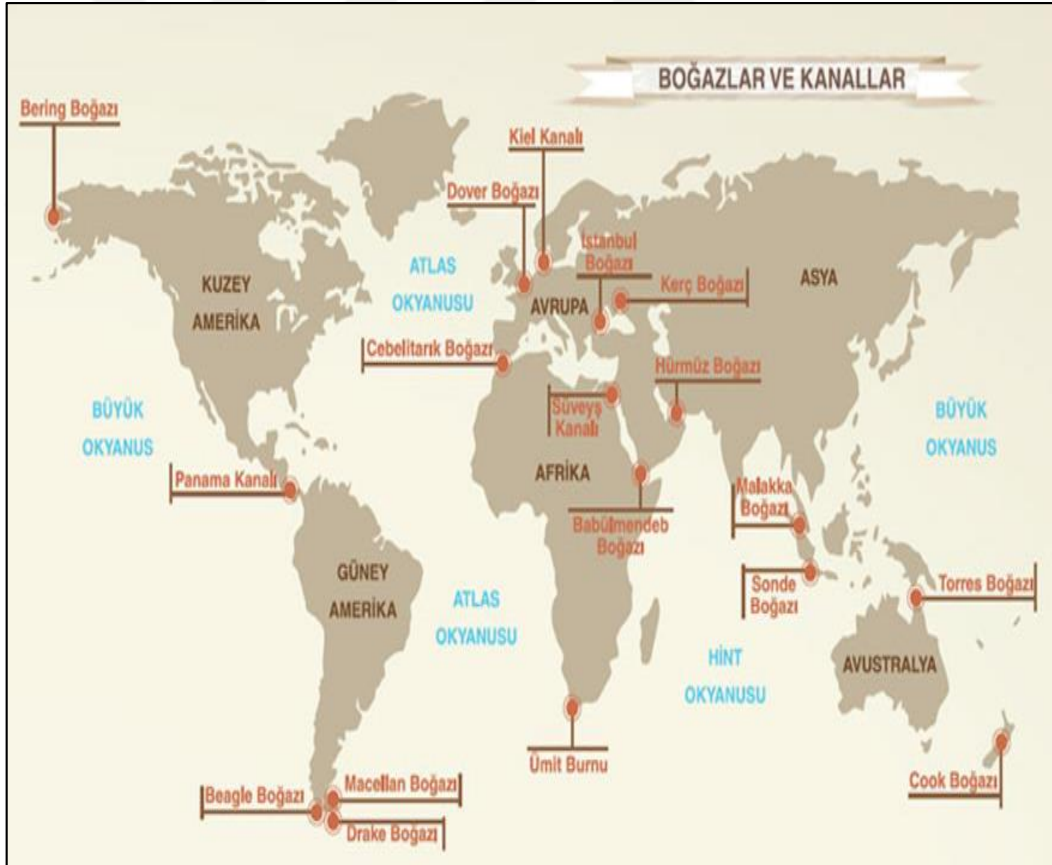 BOĞAZLAR VE KANALLAR
Bering Boğazı
Kiel Kanalı
Dover Boğazı
İstanbul
Boğazı
Kerç Boğazı
ATLAS
OKYANUSU
AVRUPA
ASYA
KUZEY
AMERİKA
Cebelitarık Boğazı
Hürmüz Boğazı
Süveyş
Kanalı
BÜYÜK
OKYANUS
BÜYÜK
OKYANUS
Panama Kanalı
AFRİKA
Malakka
Boğazı
Babülmendeb
Boğazı
GÜNEY
AMERİKA
ATLAS
OKYANUSU
Sonde
Boğazı
Torres Boğazı
HİNT
OKYANUSU
AVUSTRALYA
Ümit Burnu
Macellan Boğazı
Beagle Boğazı
Drake Boğazı
Cook Boğazı